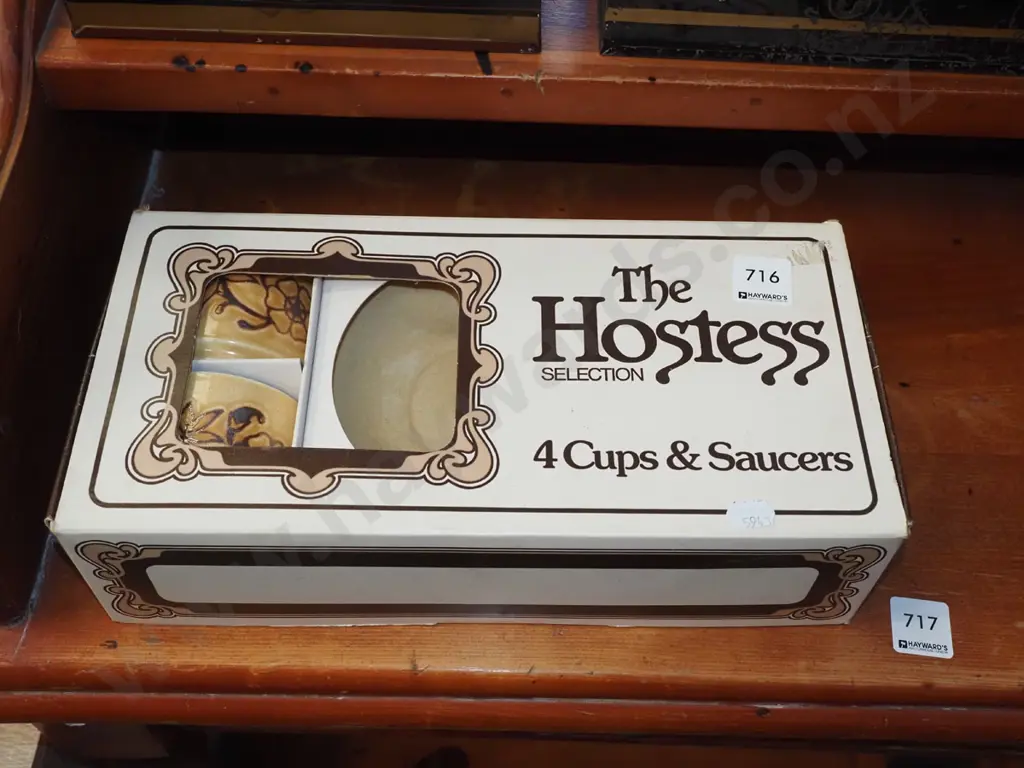 716
HAYWARD'S
The
Hostess
SELECTION
4 Cups & Saucers
717
HAYWARD'S